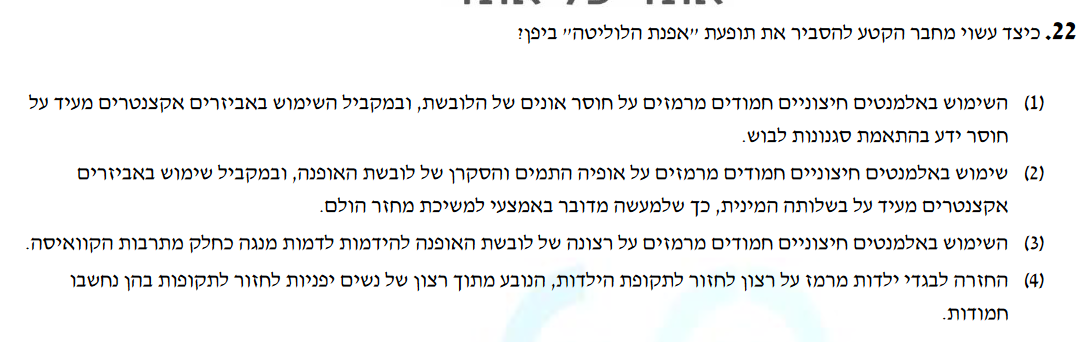 22. כיצד עשוי מחבר הקטע להסביר את תופעת ״אפנת הלוליטה״ ביפן?
(1) השימוש באלמנטים חיצוניים חמודים מרמזים על חוסר אונים של הלובשת, ובמקביל השימוש באביזרים אקצנטרים מעיד על
חוסר ידע בהתאמת סגנונות לבוש.
(2) שימוש באלמנטים חיצוניים חמודים מרמזים על אופיה התמים והסקרן של לובשת האופנה, ובמקביל שימוש באביזרים
אקצנטרים מעיד על בשלותה המינית, כך שלמעשה מדובר באמצעי למשיכת מחזר הולם.
(3) השימוש באלמנטים חיצוניים חמודים מרמזים על רצונה של לובשת האופנה להידמות לדמות מנגה כחלק מתרבות הקוואיסה.
(4) החזרה לבגדי ילדות מרמז על רצון לחזור לתקופת הילדות, הנובע מתוך רצון של נשים יפניות לחזור לתקופות בהן נחשבו
חמודות.